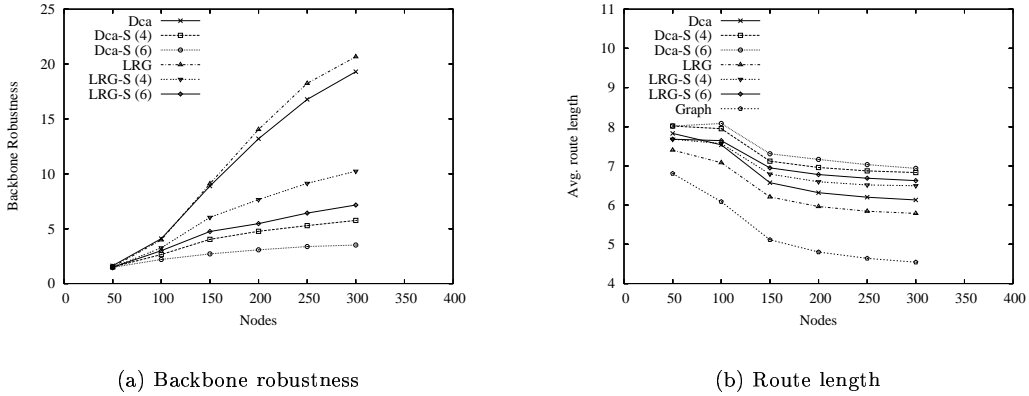 25
20
15
10
5
0
Backbone Robustness
Dca
Dca-S (4)
Dca-S (6)
LRG
LRG-S (4)
LRG-S (6)
0 50 100 150 200 250 300 350 400
Nodes
(a) Backbone robustness
11
10
9
8
7
6
5
4
Avg. route length
Dca
Dca-S (4)
Dca-S (6)
LRG
LRG-S (4)
LRG-S (6)
Graph
0 50 100 150 200 250 300 350 400
Nodes
(b) Route length